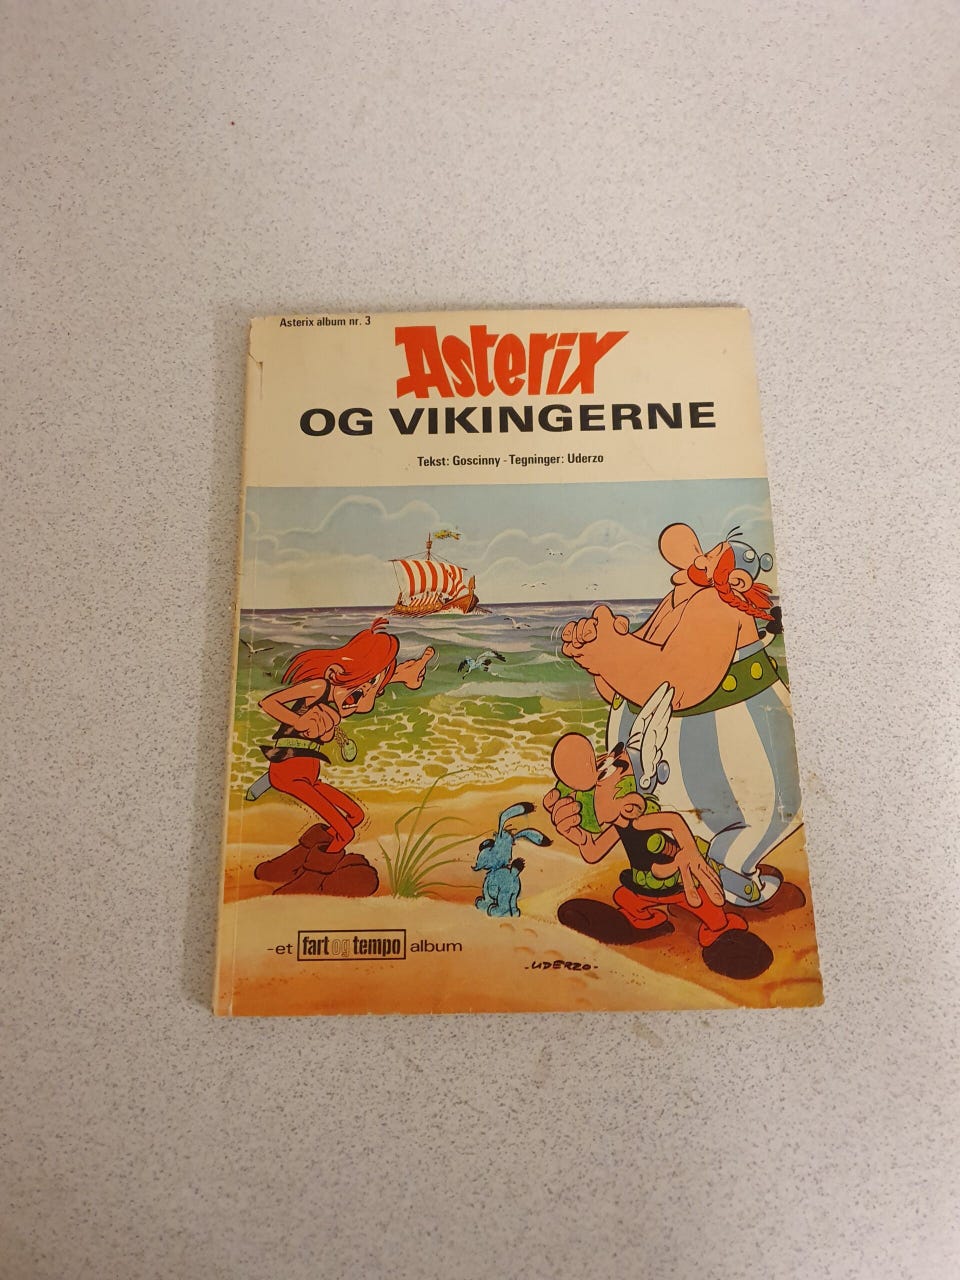 Asterix album nr. 3
Asterix
OG VIKINGERNE
Tekst: Goscinny - Tegninger: Uderzo
-et fart og tempo album
-UDERZO-